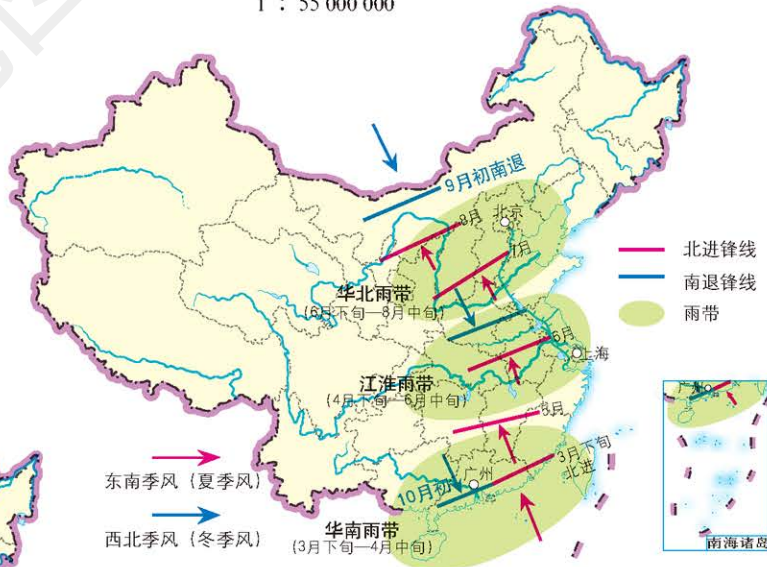 1 : 55 000 000
9月初南退
8月
北京
7月
北进锋线
南退锋线
雨带
华北雨带
(6月下旬—8月中旬)
6月
上海
江淮雨带
(4月下旬—6月中旬)
5月
3月下旬
北进
广州
10月初
东南季风 (夏季风)
西北季风 (冬季风)
华南雨带
(3月下旬—4月中旬)
南海诸岛